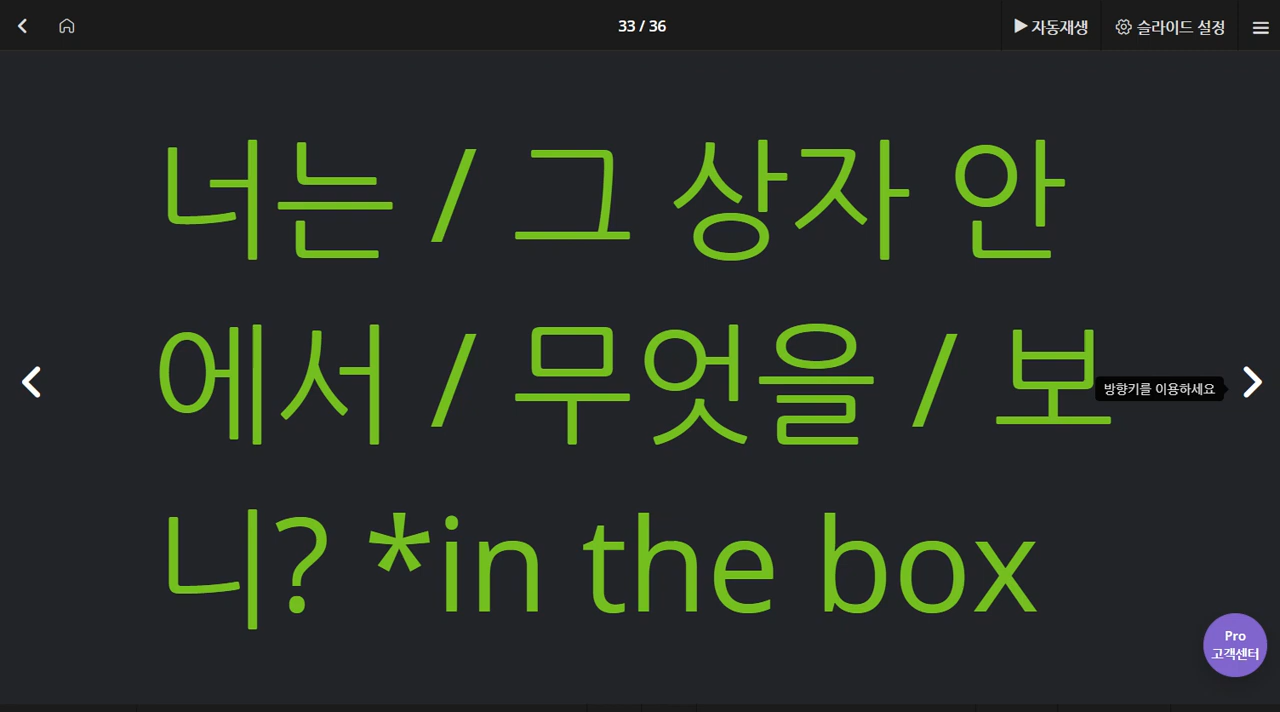 33 / 36
▶ 자동재생
슬라이드 설정
너는 / 그 상자 안
에서 / 무엇을 / 보
니? *in the box
방향키를 이용하세요
Pro
고객센터